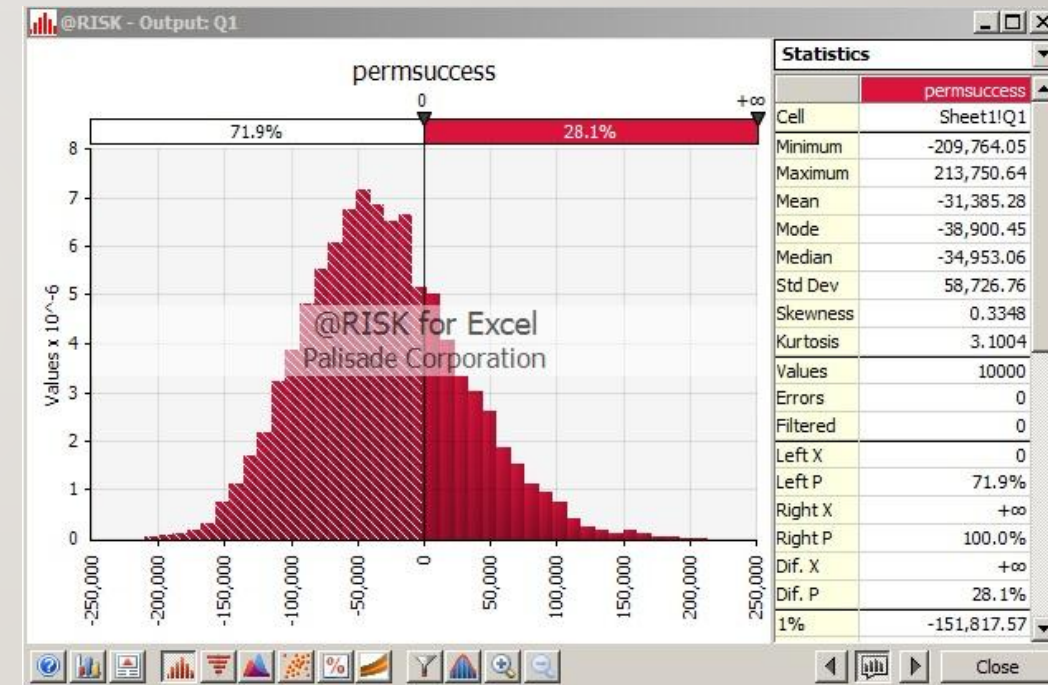 @RISK - Output: Q1
permsuccess
0 +∞
71.9% 28.1%
8
7
6
5
4
3
2
1
0
Values x 10^-6
@RISK for Excel
Palisade Corporation
-250,000 -200,000 -150,000 -100,000 -50,000 0 50,000 100,000 150,000 200,000 250,000
Statistics
permsuccess
Cell Sheet1!Q1
Minimum -209,764.05
Maximum 213,750.64
Mean -31,385.28
Mode -38,900.45
Median -34,953.06
Std Dev 58,726.76
Skewness 0.3348
Kurtosis 3.1004
Values 10000
Errors 0
Filtered 0
Left X 0
Left P 71.9%
Right X +∞
Right P 100.0%
Dif. X +∞
Dif. P 28.1%
1% -151,817.57
Close